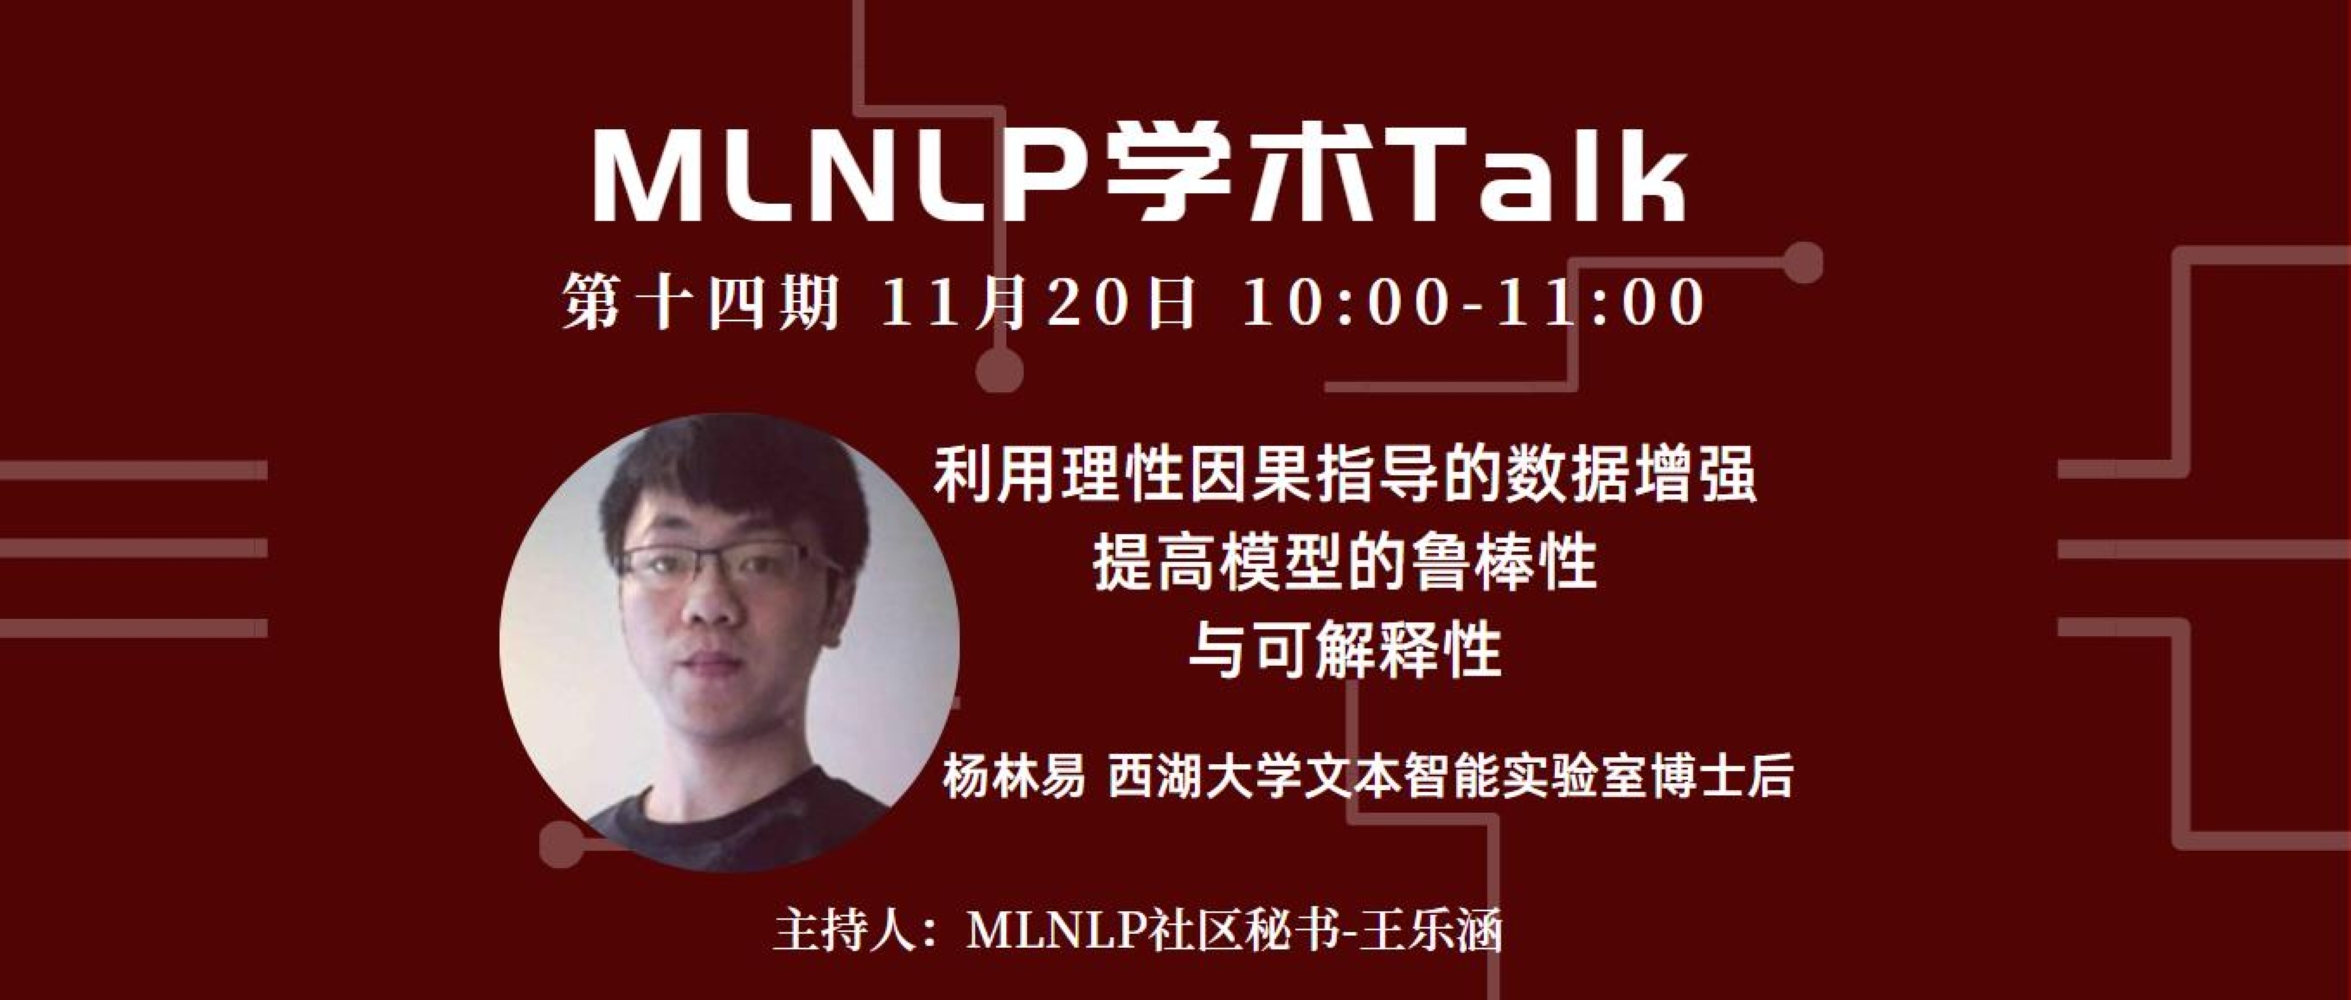 MLNLP学术Talk
第十四期 11月20日 10:00-11:00
利用理性因果指导的数据增强
提高模型的鲁棒性
与可解释性
杨林易 西湖大学文本智能实验室博士后
主持人：MLNLP社区秘书-王乐涵